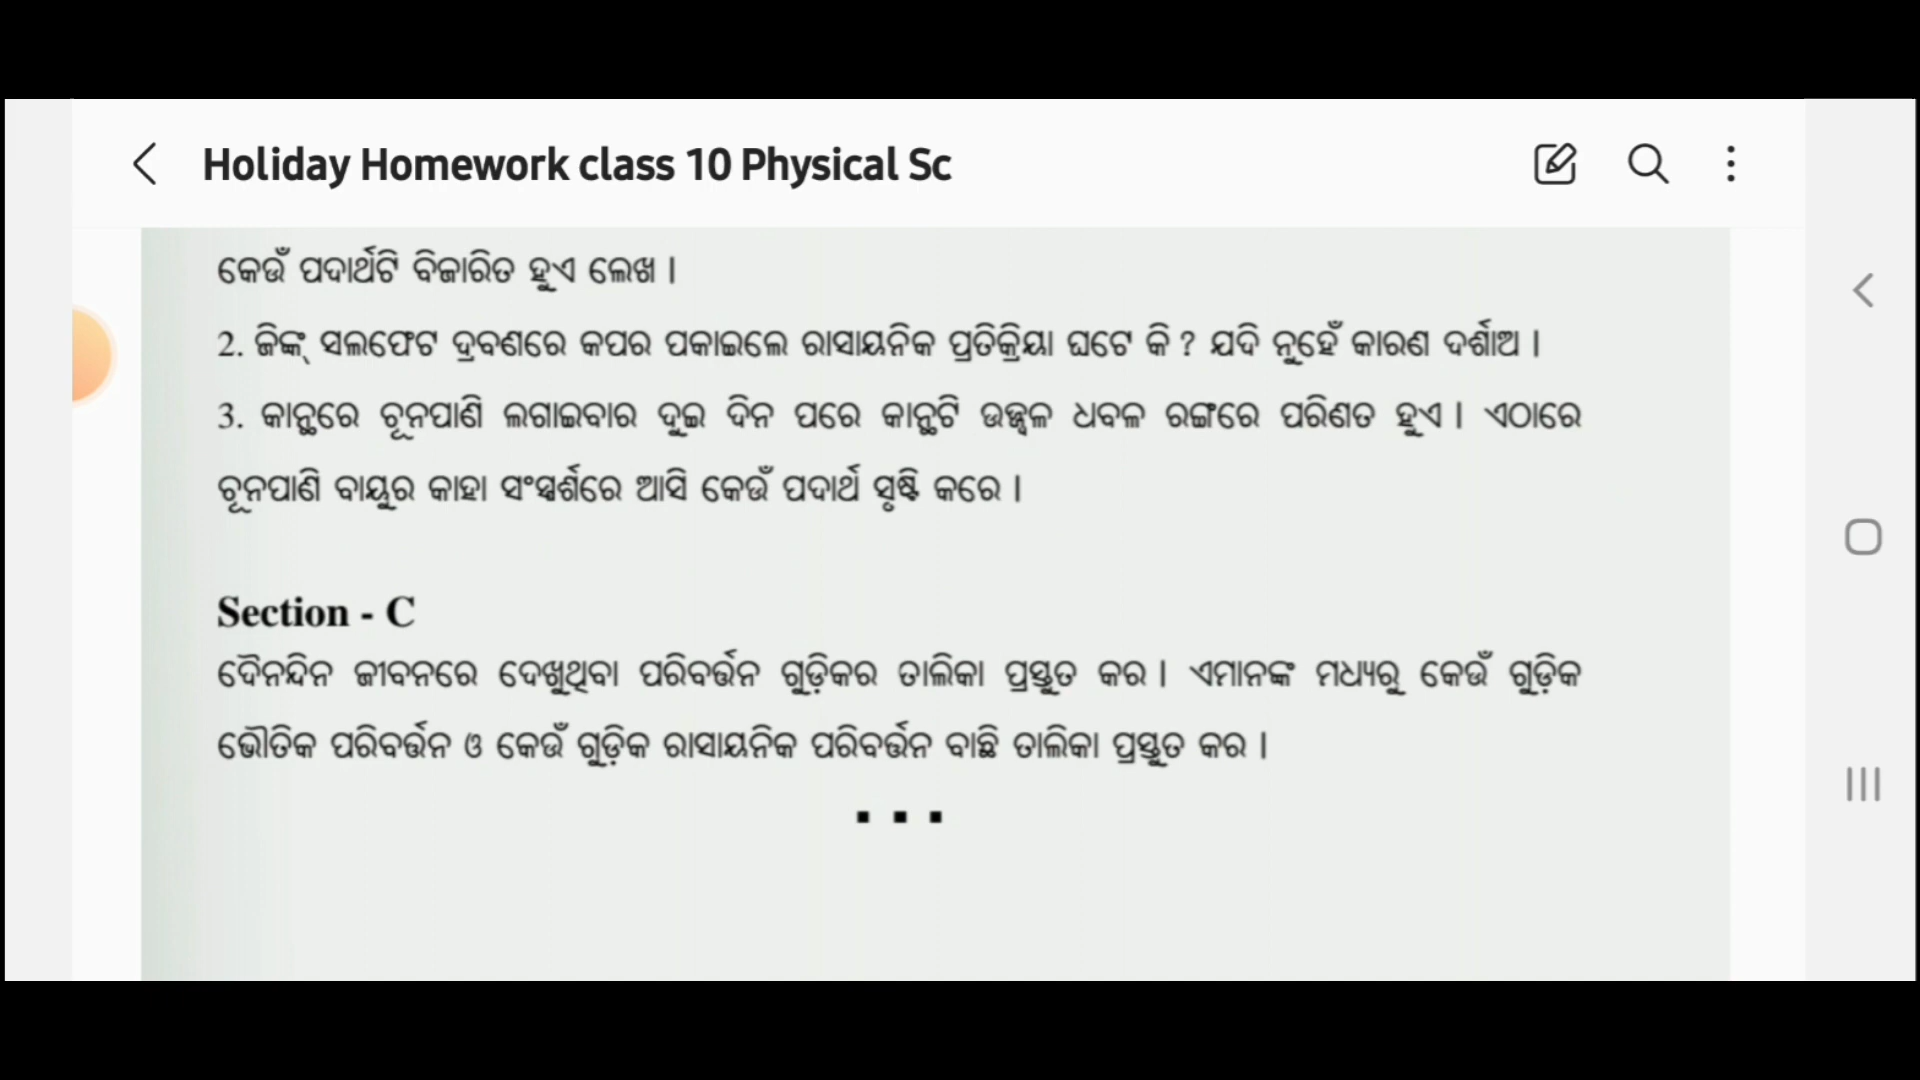 Holiday Homework class 10 Physical Sc
କେଉଁ ପଦାର୍ଥଟି ବିଜାରିତ ହୁଏ ଲେଖ ।
2. ଜିଙ୍କ୍ ସଲଫେଟ ଦ୍ରବଣରେ କପର ପକାଇଲେ ରାସାୟନିକ ପ୍ରତିକ୍ରିୟା ଘଟେ କି ? ଯଦି ନୁହେଁ କାରଣ ଦର୍ଶାଅ ।
3. କାନ୍ଥରେ ଚୂନପାଣି ଲଗାଇବାର ଦୁଇ ଦିନ ପରେ କାନ୍ଥଟି ଉଜ୍ଜ୍ୱଳ ଧବଳ ରଙ୍ଗରେ ପରିଣତ ହୁଏ । ଏଠାରେ
ଚୂନପାଣି ବାୟୁର କାହା ସଂସ୍ପର୍ଶରେ ଆସି କେଉଁ ପଦାର୍ଥ ସୃଷ୍ଟି କରେ ।
Section - C
ଦୈନନ୍ଦିନ ଜୀବନରେ ଦେଖୁଥିବା ପରିବର୍ତ୍ତନ ଗୁଡ଼ିକର ତାଲିକା ପ୍ରସ୍ତୁତ କର । ଏମାନଙ୍କ ମଧ୍ୟରୁ କେଉଁ ଗୁଡ଼ିକ
ଭୌତିକ ପରିବର୍ତ୍ତନ ଓ କେଉଁ ଗୁଡ଼ିକ ରାସାୟନିକ ପରିବର୍ତ୍ତନ ବାଛି ତାଲିକା ପ୍ରସ୍ତୁତ କର ।